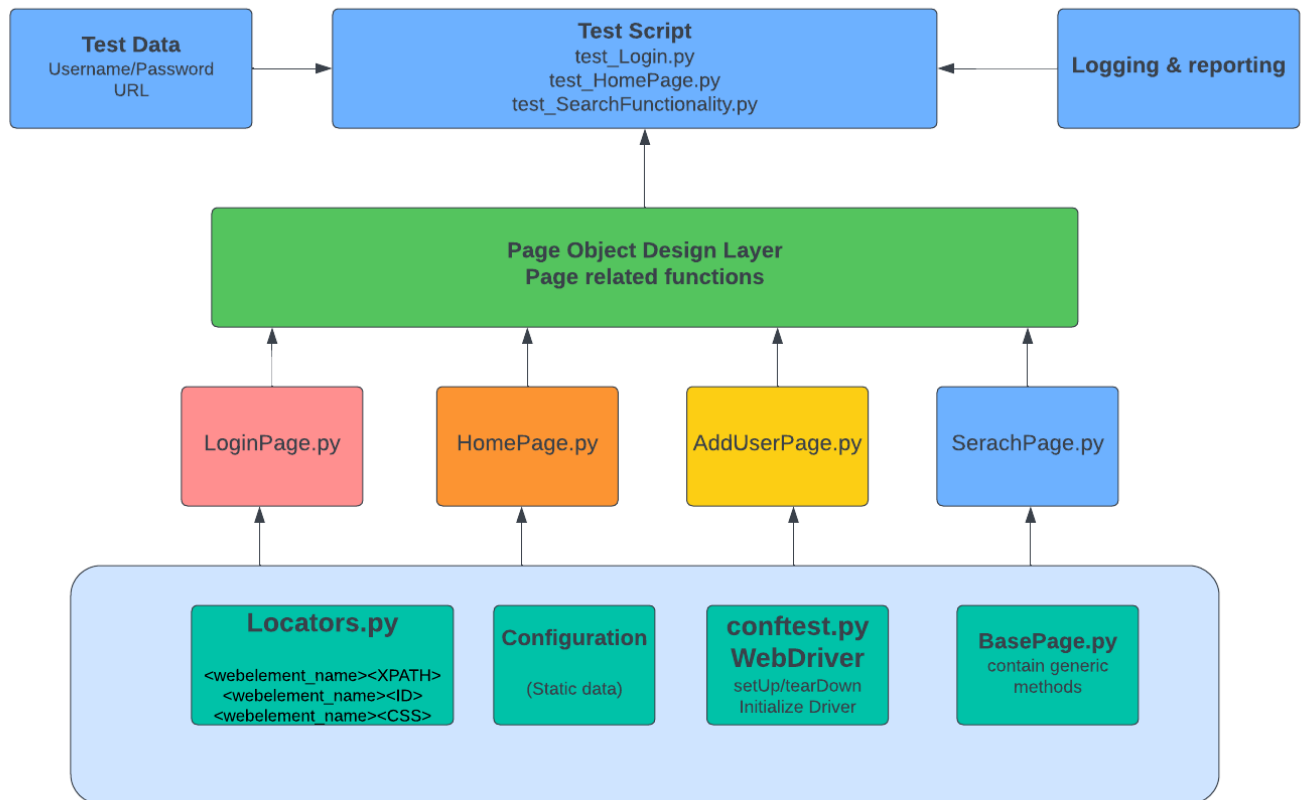 Test Data
Username/Password
URL
Test Script
test_Login.py
test_HomePage.py
test_SearchFunctionality.py
Logging & reporting
Page Object Design Layer
Page related functions
LoginPage.py
HomePage.py
AddUserPage.py
SerachPage.py
Locators.py
<webelement_name><XPATH>
<webelement_name><ID>
<webelement_name><CSS>
Configuration
(Static data)
conftest.py
WebDriver
setUp/tearDown
Initialize Driver
BasePage.py
contain generic
methods